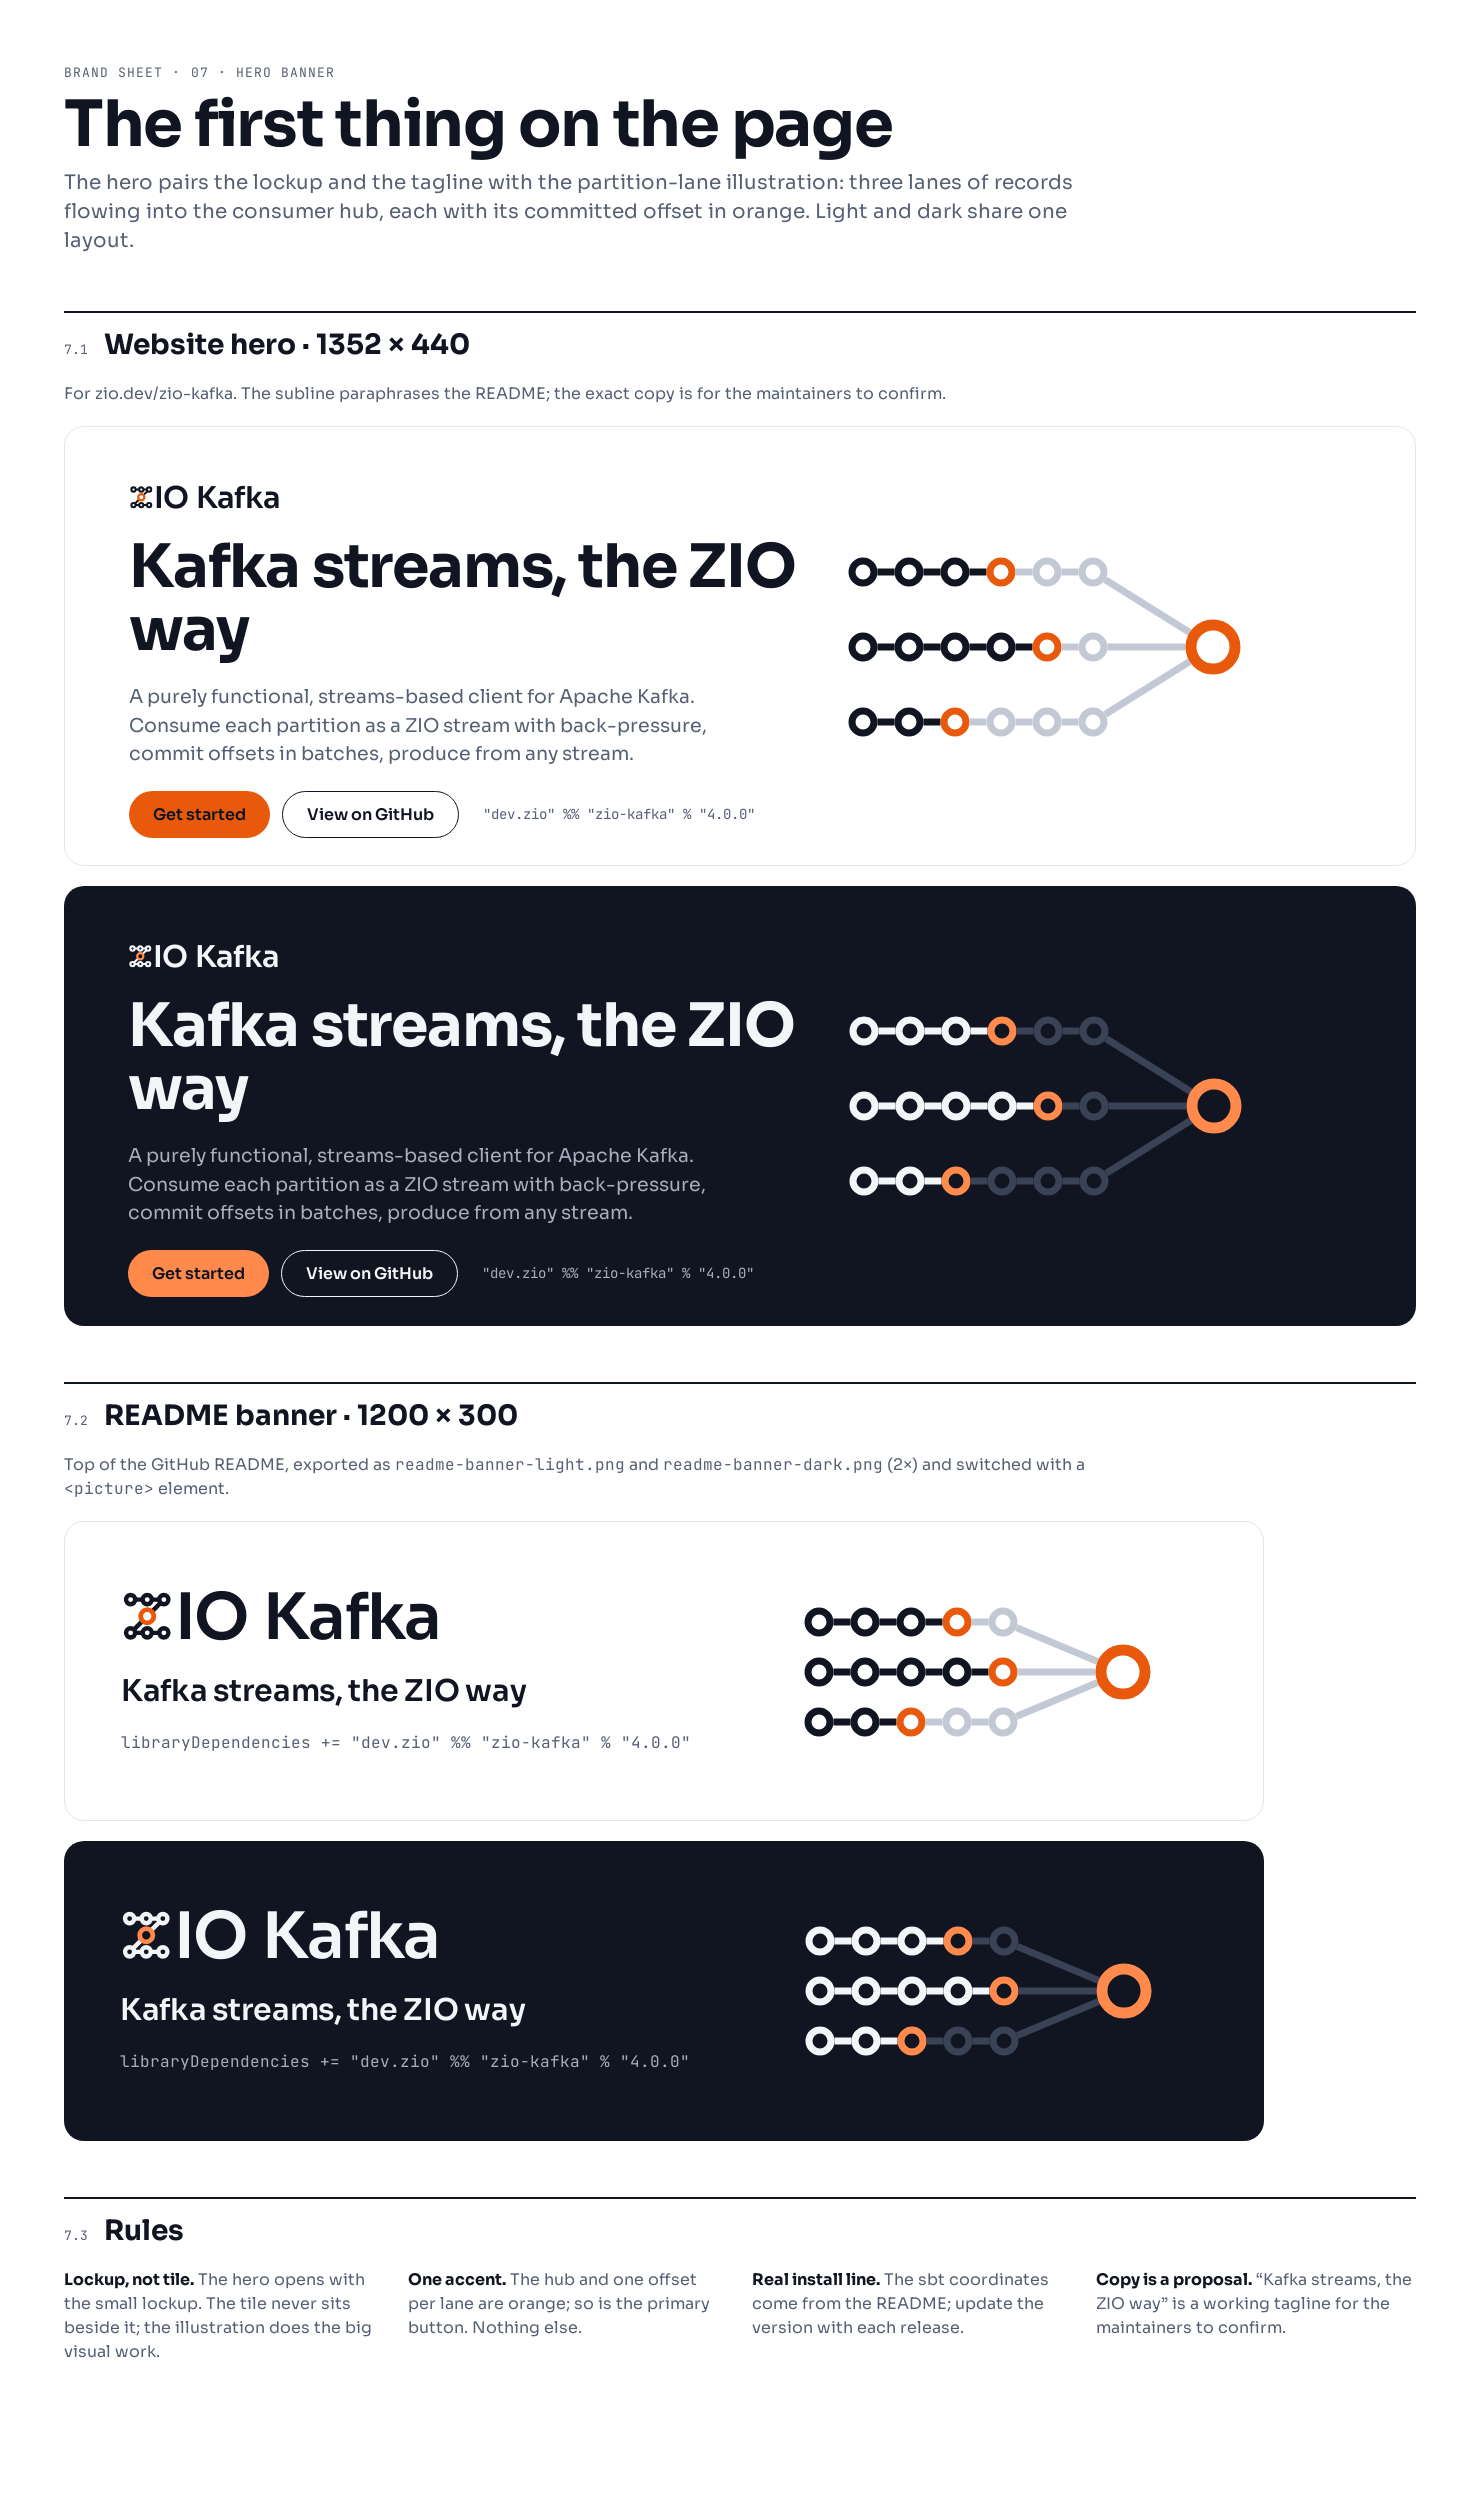 BRAND SHEET · 07 · HERO BANNER
The first thing on the page
The hero pairs the lockup and the tagline with the partition-lane illustration: three lanes of records
flowing into the consumer hub, each with its committed offset in orange. Light and dark share one
layout.
7.1 Website hero · 1352 × 440
For zio.dev/zio-kafka. The subline paraphrases the README; the exact copy is for the maintainers to confirm.
ZIO Kafka
Kafka streams, the ZIO
way
A purely functional, streams-based client for Apache Kafka.
Consume each partition as a ZIO stream with back-pressure,
commit offsets in batches, produce from any stream.
Get started View on GitHub "dev.zio" %% "zio-kafka" % "4.0.0"
ZIO Kafka
Kafka streams, the ZIO
way
A purely functional, streams-based client for Apache Kafka.
Consume each partition as a ZIO stream with back-pressure,
commit offsets in batches, produce from any stream.
Get started View on GitHub "dev.zio" %% "zio-kafka" % "4.0.0"
7.2 README banner · 1200 × 300
Top of the GitHub README, exported as readme-banner-light.png and readme-banner-dark.png (2×) and switched with a
<picture> element.
ZIO Kafka
Kafka streams, the ZIO way
libraryDependencies += "dev.zio" %% "zio-kafka" % "4.0.0"
ZIO Kafka
Kafka streams, the ZIO way
libraryDependencies += "dev.zio" %% "zio-kafka" % "4.0.0"
7.3 Rules
Lockup, not tile. The hero opens with
the small lockup. The tile never sits
beside it; the illustration does the big
visual work.
One accent. The hub and one offset
per lane are orange; so is the primary
button. Nothing else.
Real install line. The sbt coordinates
come from the README; update the
version with each release.
Copy is a proposal. “Kafka streams, the
ZIO way” is a working tagline for the
maintainers to confirm.